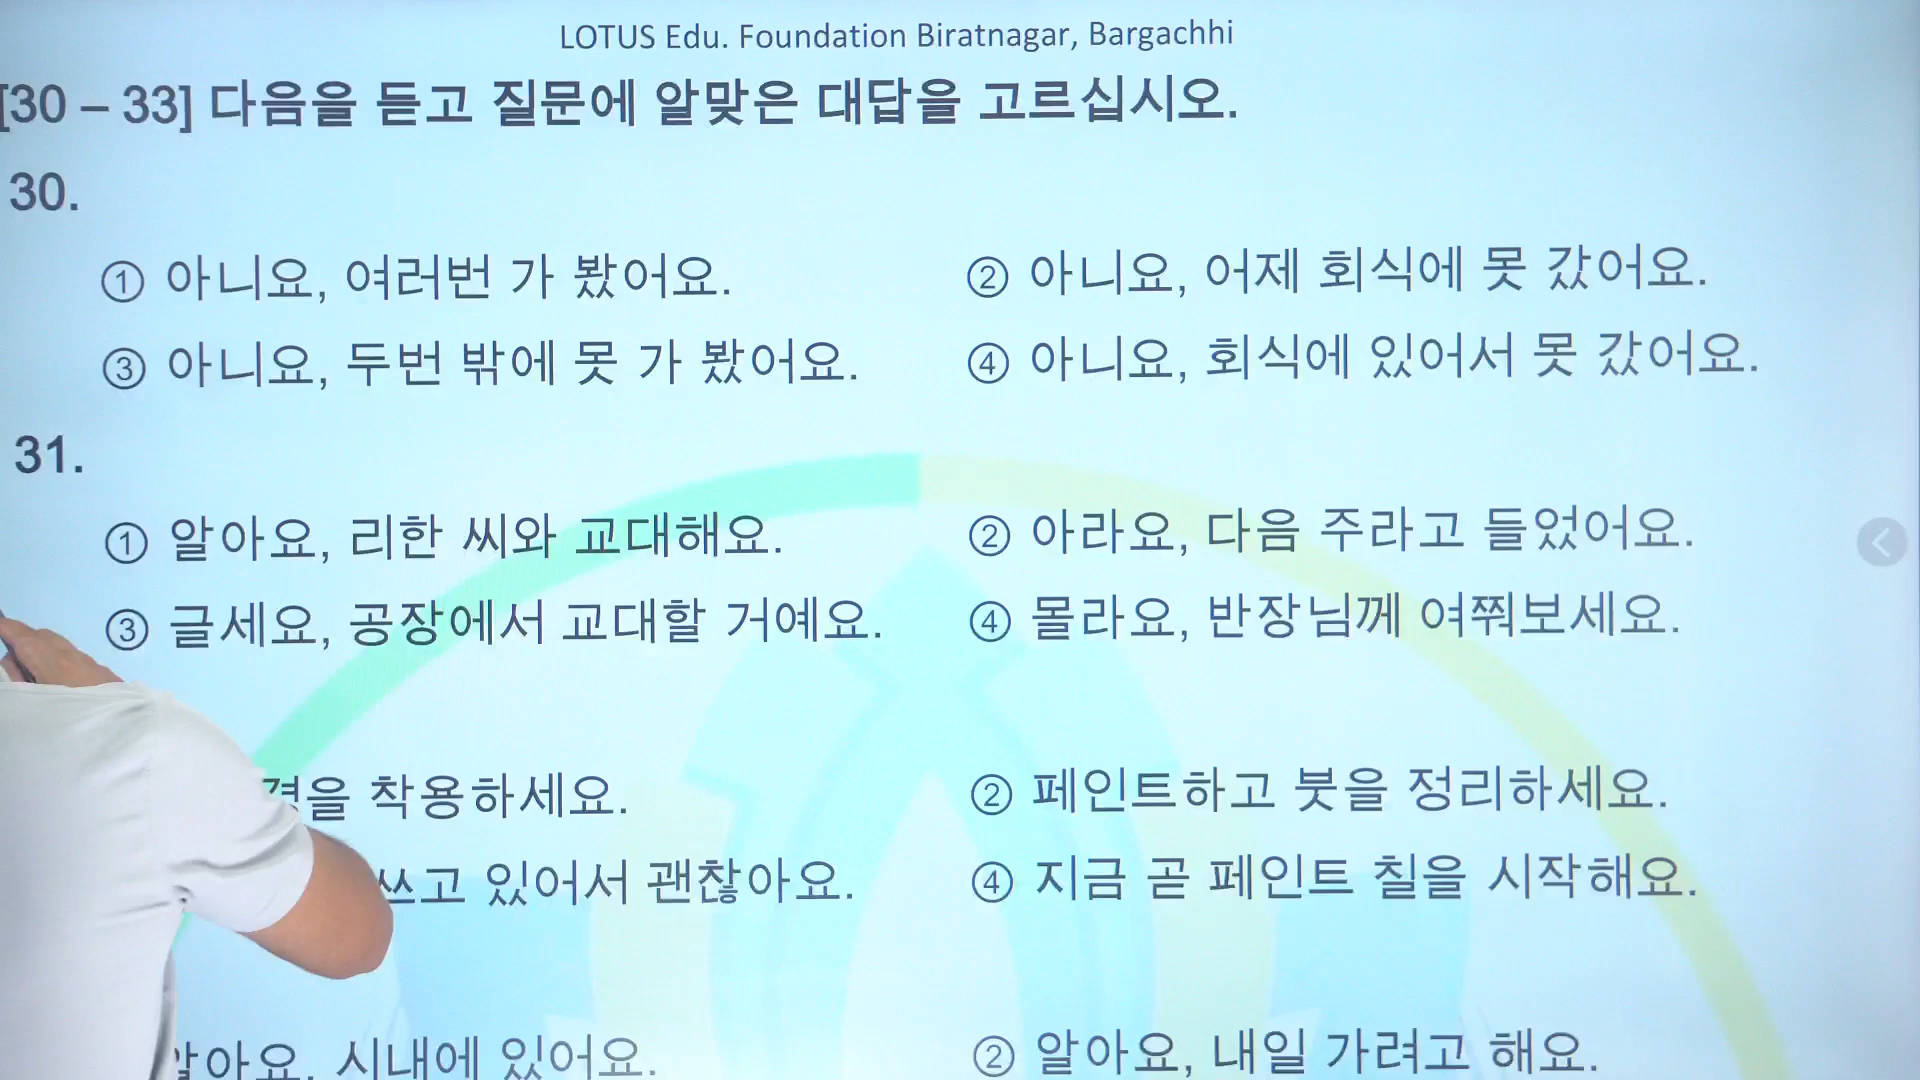 LOTUS Edu. Foundation Biratnagar, Bargachhi
[30 – 33] 다음을 듣고 질문에 알맞은 대답을 고르십시오.
30.
① 아니요, 여러번 가 봤어요.
② 아니요, 어제 회식에 못 갔어요.
③ 아니요, 두번 밖에 못 가 봤어요.
④ 아니요, 회식에 있어서 못 갔어요.
31.
① 알아요, 리한 씨와 교대해요.
② 아라요, 다음 주라고 들었어요.
③ 글세요, 공장에서 교대할 거예요.
④ 몰라요, 반장님께 여쭤보세요.
착용하세요.
② 페인트하고 붓을 정리하세요.
쓰고 있어서 괜찮아요.
④ 지금 곧 페인트 칠을 시작해요.
알아요, 시내에 있어요.
② 알아요, 내일 가려고 해요.